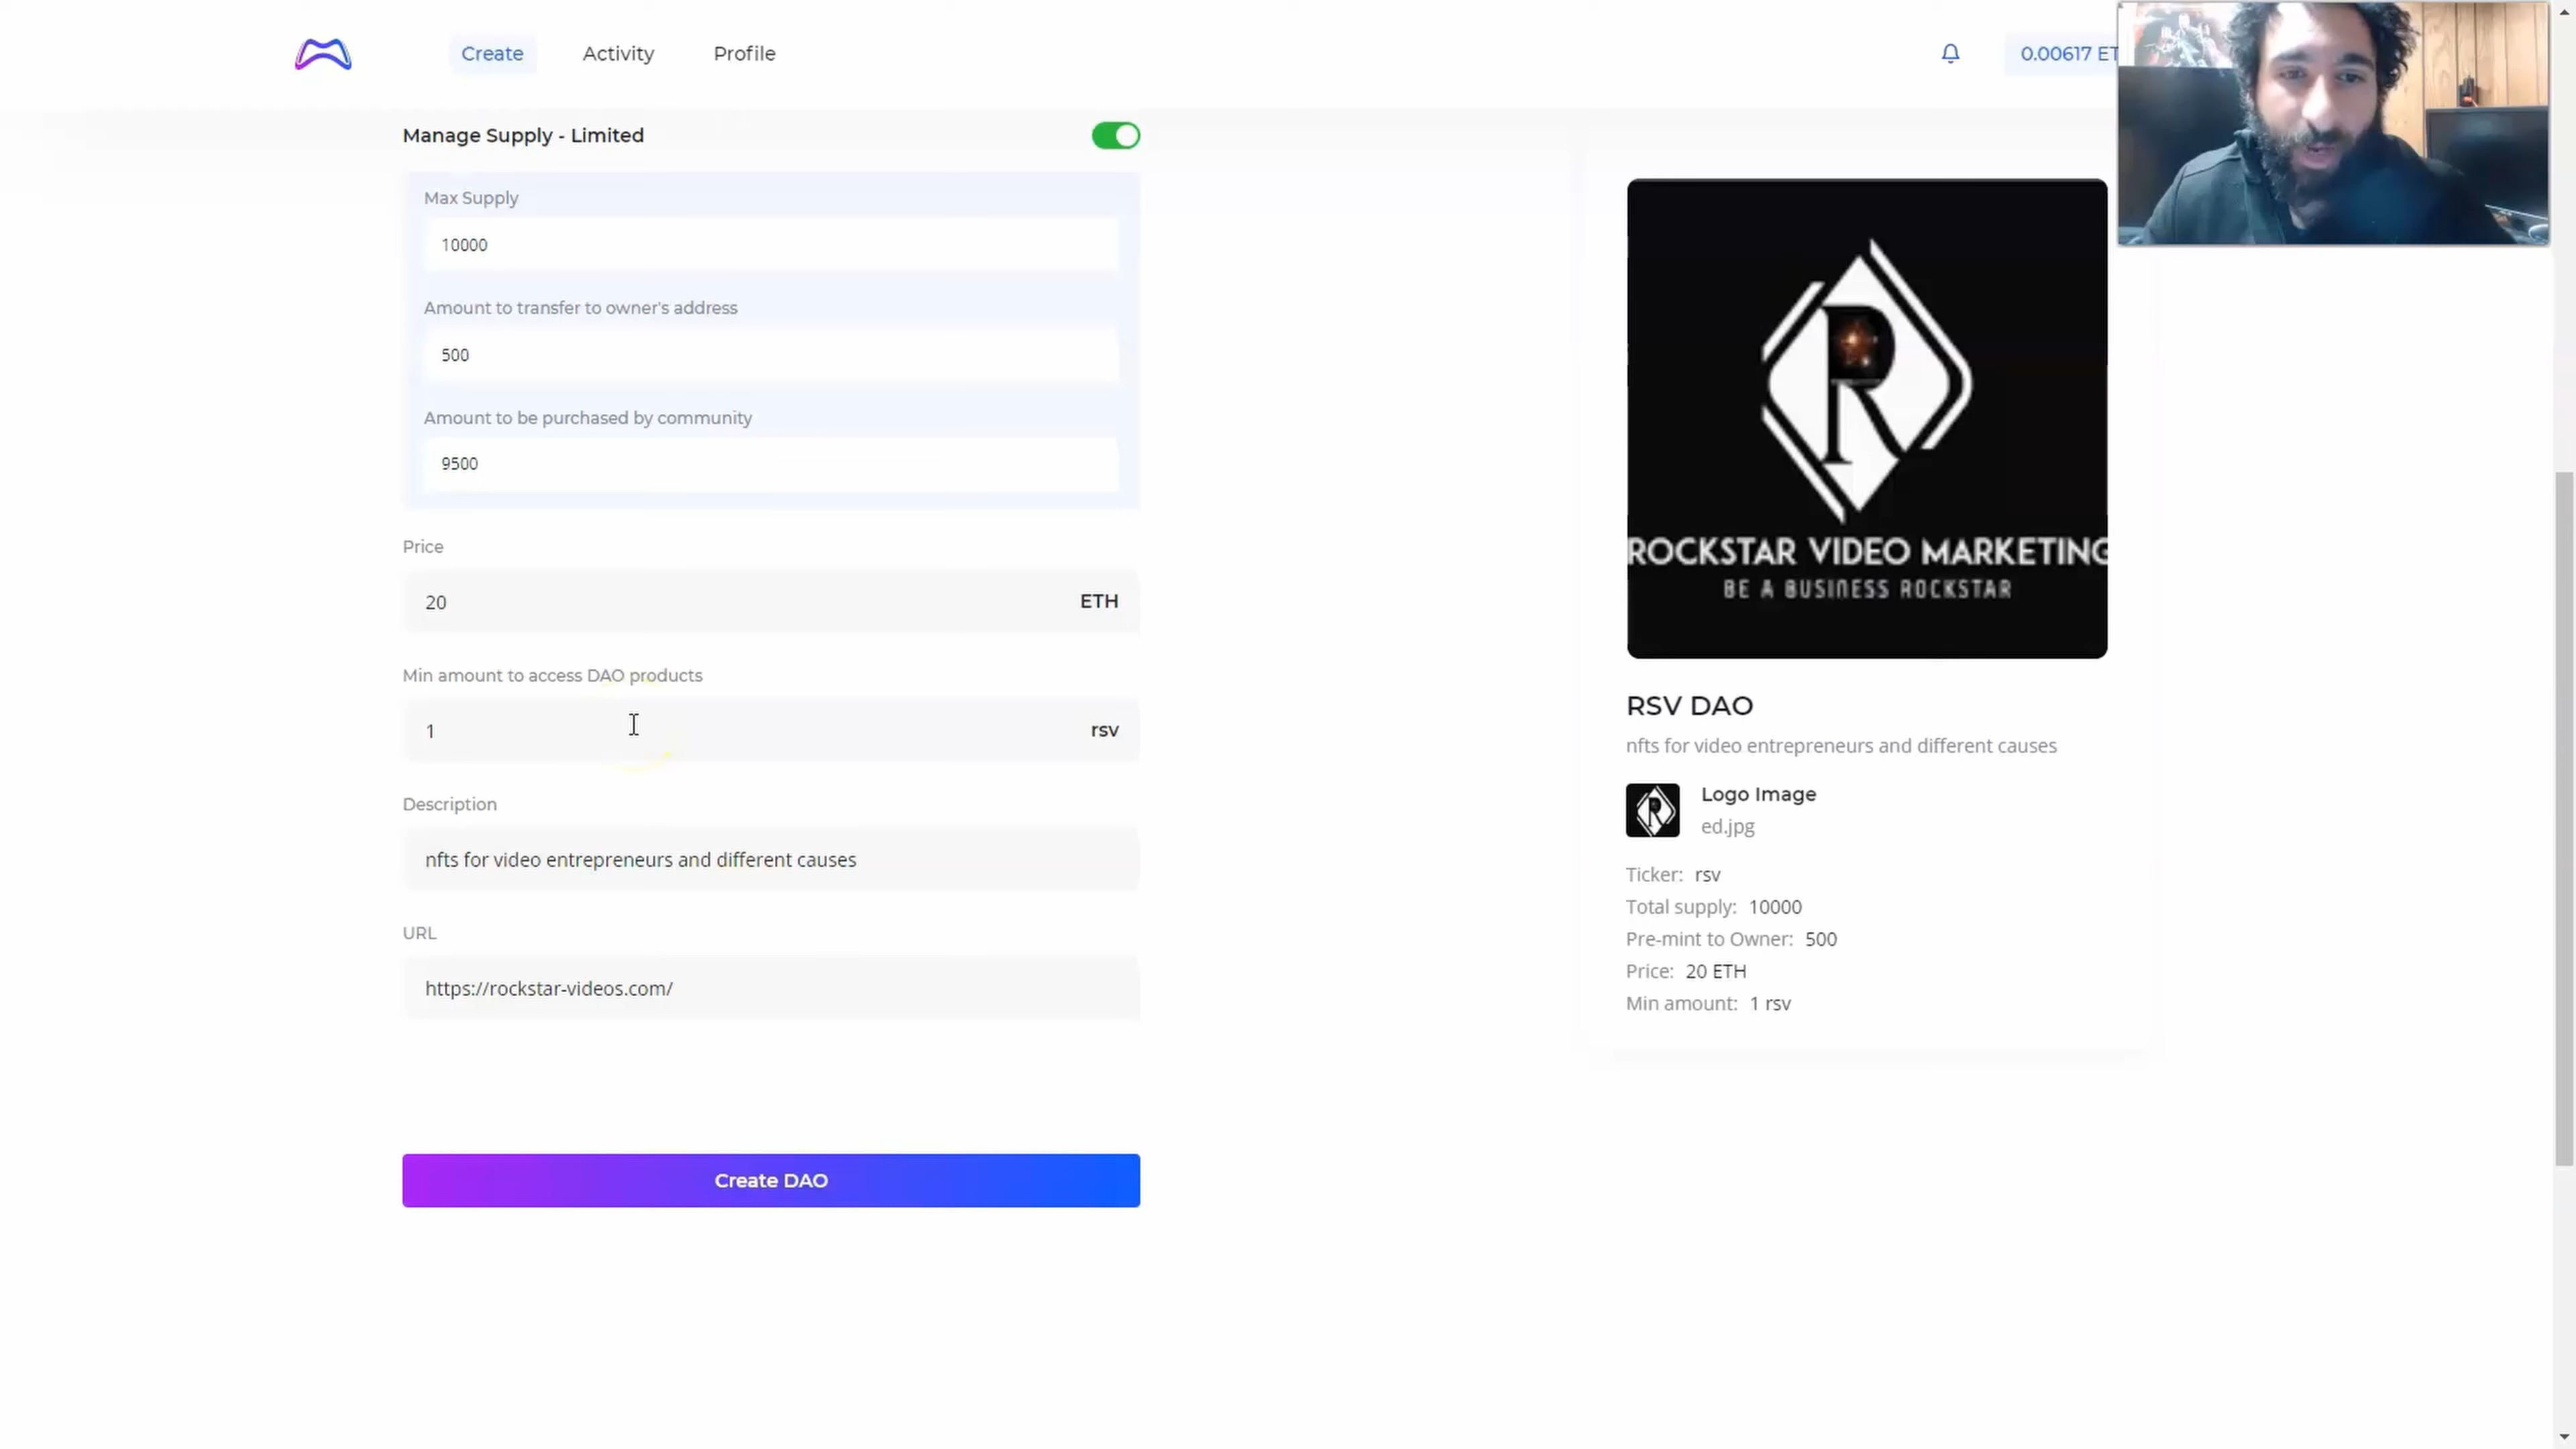 Create
Activity
Profile
0.00617 ET
Manage Supply - Limited
Max Supply
10000
Amount to transfer to owner's address
500
Amount to be purchased by community
9500
Price
20
ETH
Min amount to access DAO products
1
rsv
Description
nfts for video entrepreneurs and different causes
URL
https://rockstar-videos.com/
Create DAO
R
ROCKSTAR VIDEO MARKETING
BE A BUSINESS ROCKSTAR
RSV DAO
nfts for video entrepreneurs and different causes
R
Logo Image
ed.jpg
Ticker: rsv
Total supply: 10000
Pre-mint to Owner: 500
Price: 20 ETH
Min amount: 1 rsv